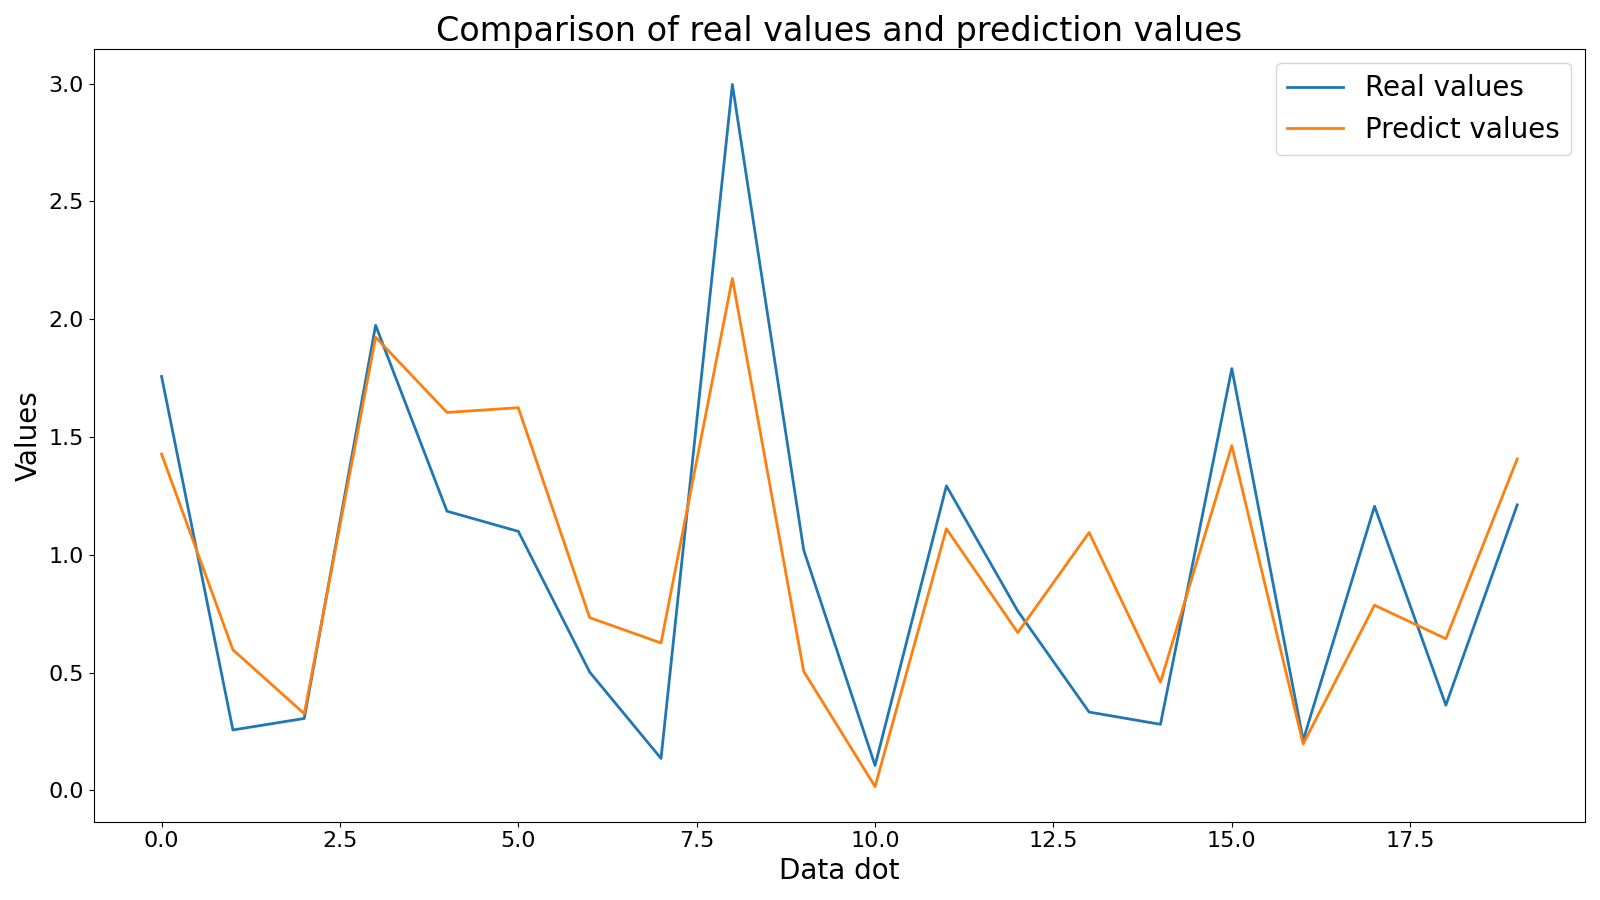 Comparison of real values and prediction values
Real values
Predict values
3.0
2.5
2.0
1.5
1.0
0.5
0.0
Values
0.0 2.5 5.0 7.5 10.0 12.5 15.0 17.5
Data dot